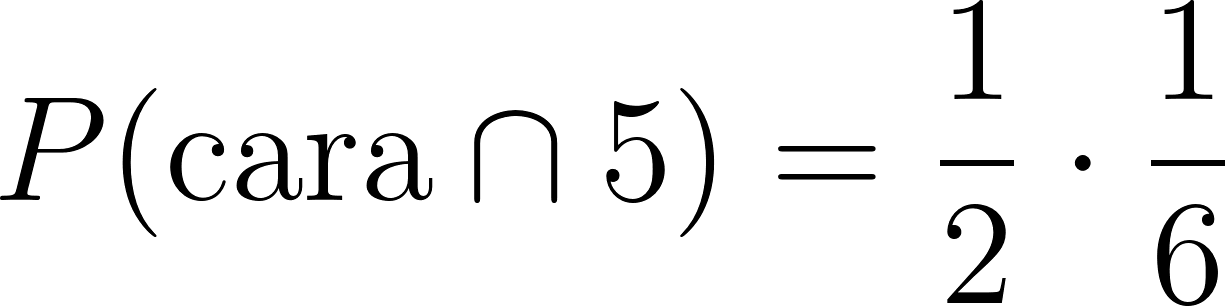 P(cara ∩ 5) = 1/2 · 1/6